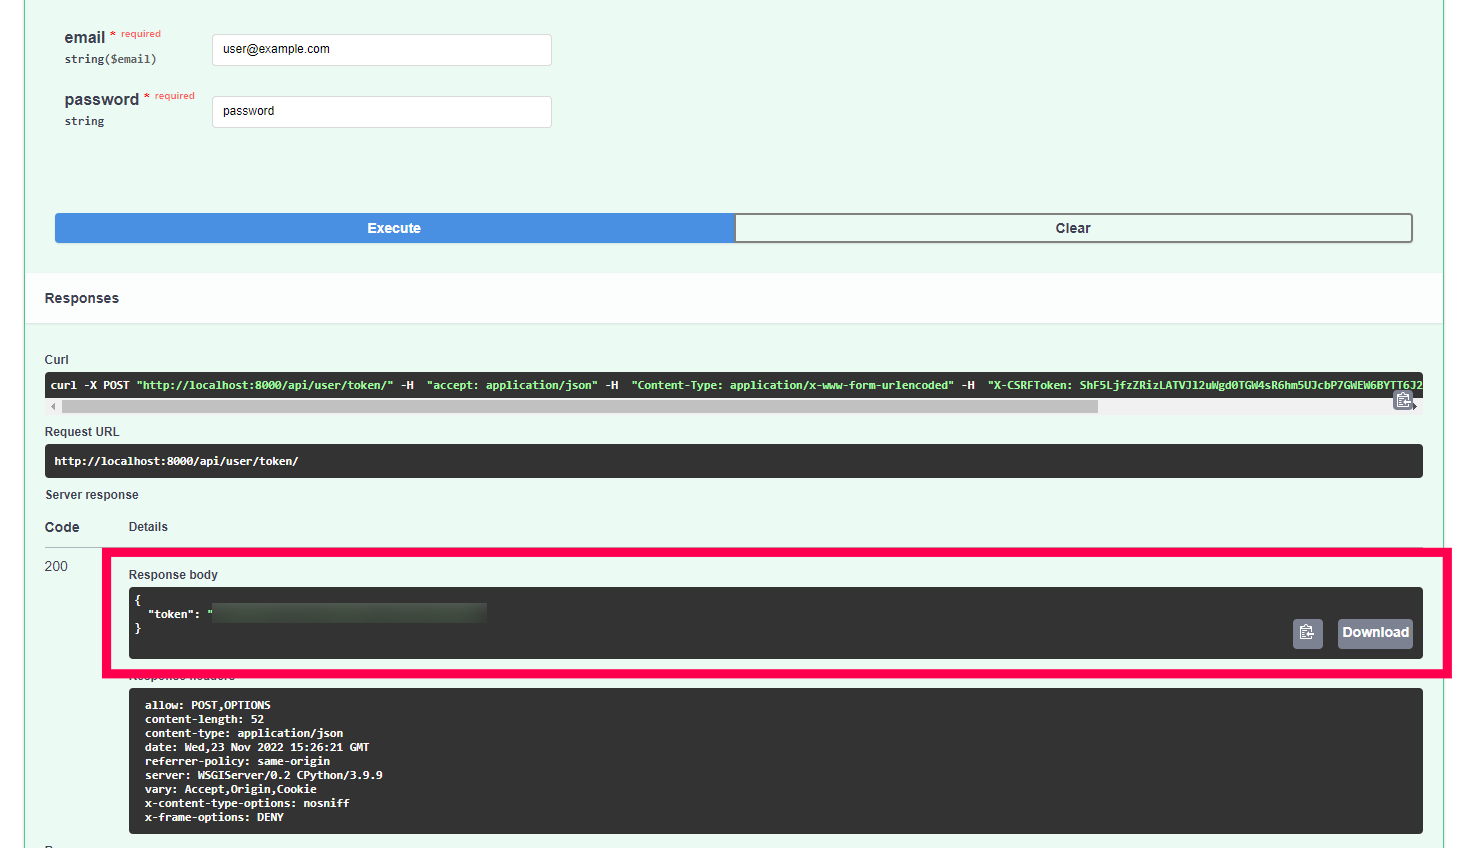 email * required
user@example.com
string($email)
password * required
password
string
Execute
Clear
Responses
Curl
curl -X POST "http://localhost:8000/api/user/token/" -H  "accept: application/json" -H  "Content-Type: application/x-www-form-urlencoded" -H  "X-CSRFToken: ShF5LjfzZRizLATVJl2uWgd0TGW4sR6hm5UJcbP7GWEW6BYTT6J2
Request URL
http://localhost:8000/api/user/token/
Server response
Code
Details
200
Response body
{
"token": "
}
Download
Response headers
allow: POST,OPTIONS
content-length: 52
content-type: application/json
date: Wed,23 Nov 2022 15:26:21 GMT
referrer-policy: same-origin
server: WSGIServer/0.2 CPython/3.9.9
vary: Accept,Origin,Cookie
x-content-type-options: nosniff
x-frame-options: DENY